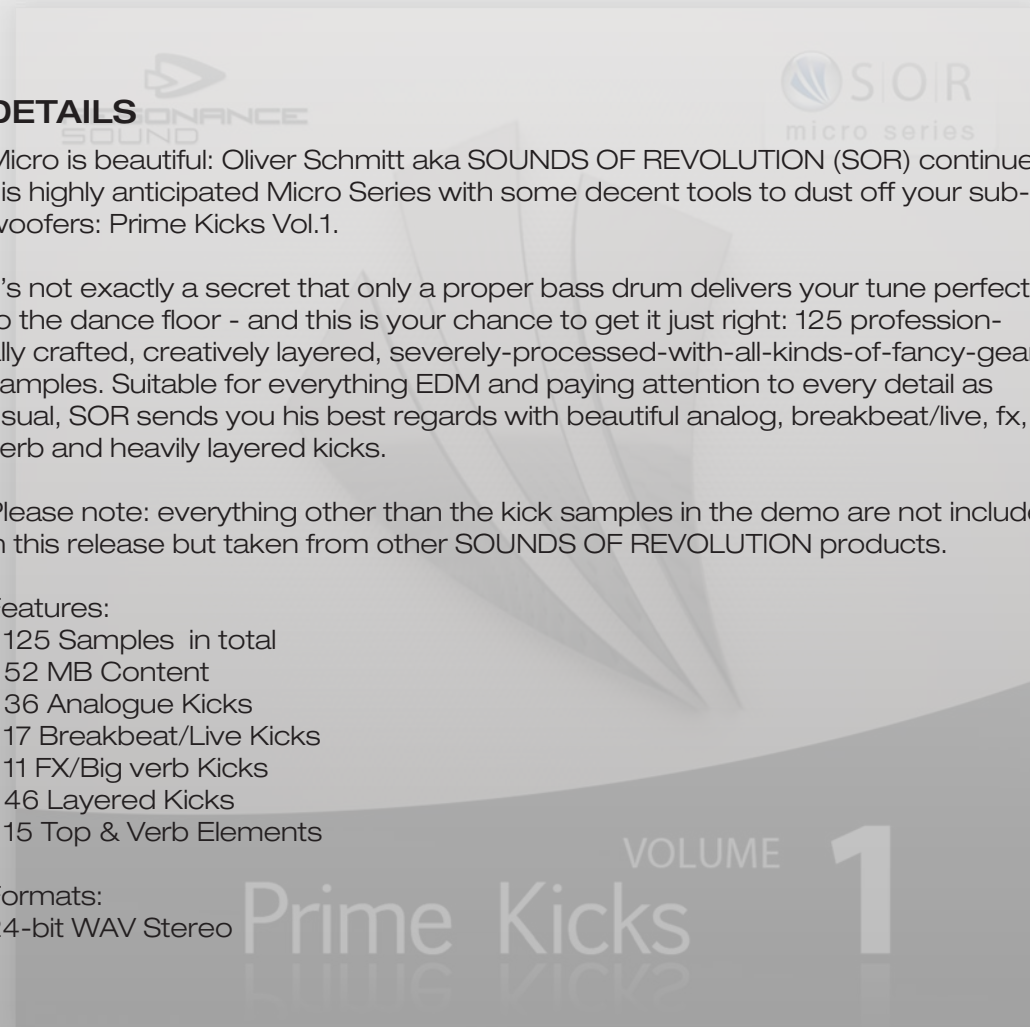 RESONANCE
SOUND
S|O|R
micro series
DETAILS
Micro is beautiful: Oliver Schmitt aka SOUNDS OF REVOLUTION (SOR) continue
is highly anticipated Micro Series with some decent tools to dust off your sub-
woofers: Prime Kicks Vol.1.
's not exactly a secret that only a proper bass drum delivers your tune perfect
o the dance floor - and this is your chance to get it just right: 125 profession-
lly crafted, creatively layered, severely-processed-with-all-kinds-of-fancy-gear
amples. Suitable for everything EDM and paying attention to every detail as
sual, SOR sends you his best regards with beautiful analog, breakbeat/live, fx,
erb and heavily layered kicks.
Please note: everything other than the kick samples in the demo are not include
n this release but taken from other SOUNDS OF REVOLUTION products.
Features:
125 Samples in total
52 MB Content
36 Analogue Kicks
17 Breakbeat/Live Kicks
11 FX/Big verb Kicks
46 Layered Kicks
15 Top & Verb Elements
Formats:
24-bit WAV Stereo
VOLUME 1
Prime Kicks